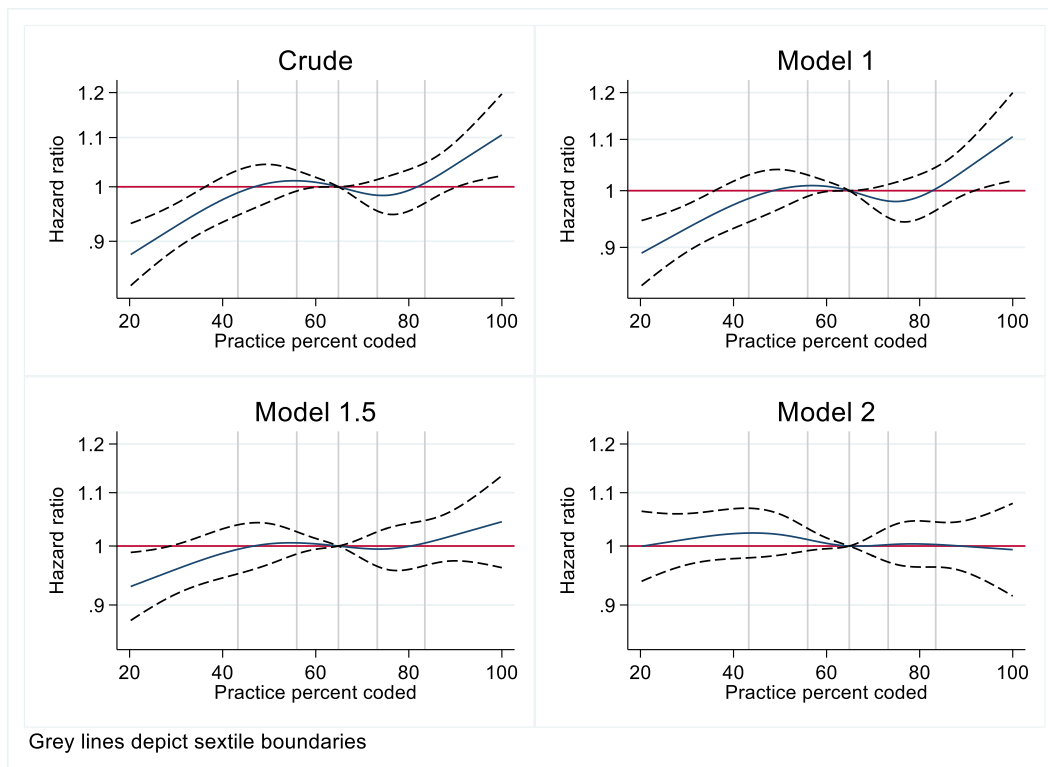 Crude
Hazard ratio
1.2
1.1
1
.9
20 40 60 80 100
Practice percent coded
Model 1
Hazard ratio
1.2
1.1
1
.9
20 40 60 80 100
Practice percent coded
Model 1.5
Hazard ratio
1.2
1.1
1
.9
20 40 60 80 100
Practice percent coded
Model 2
Hazard ratio
1.2
1.1
1
.9
20 40 60 80 100
Practice percent coded
Grey lines depict sextile boundaries